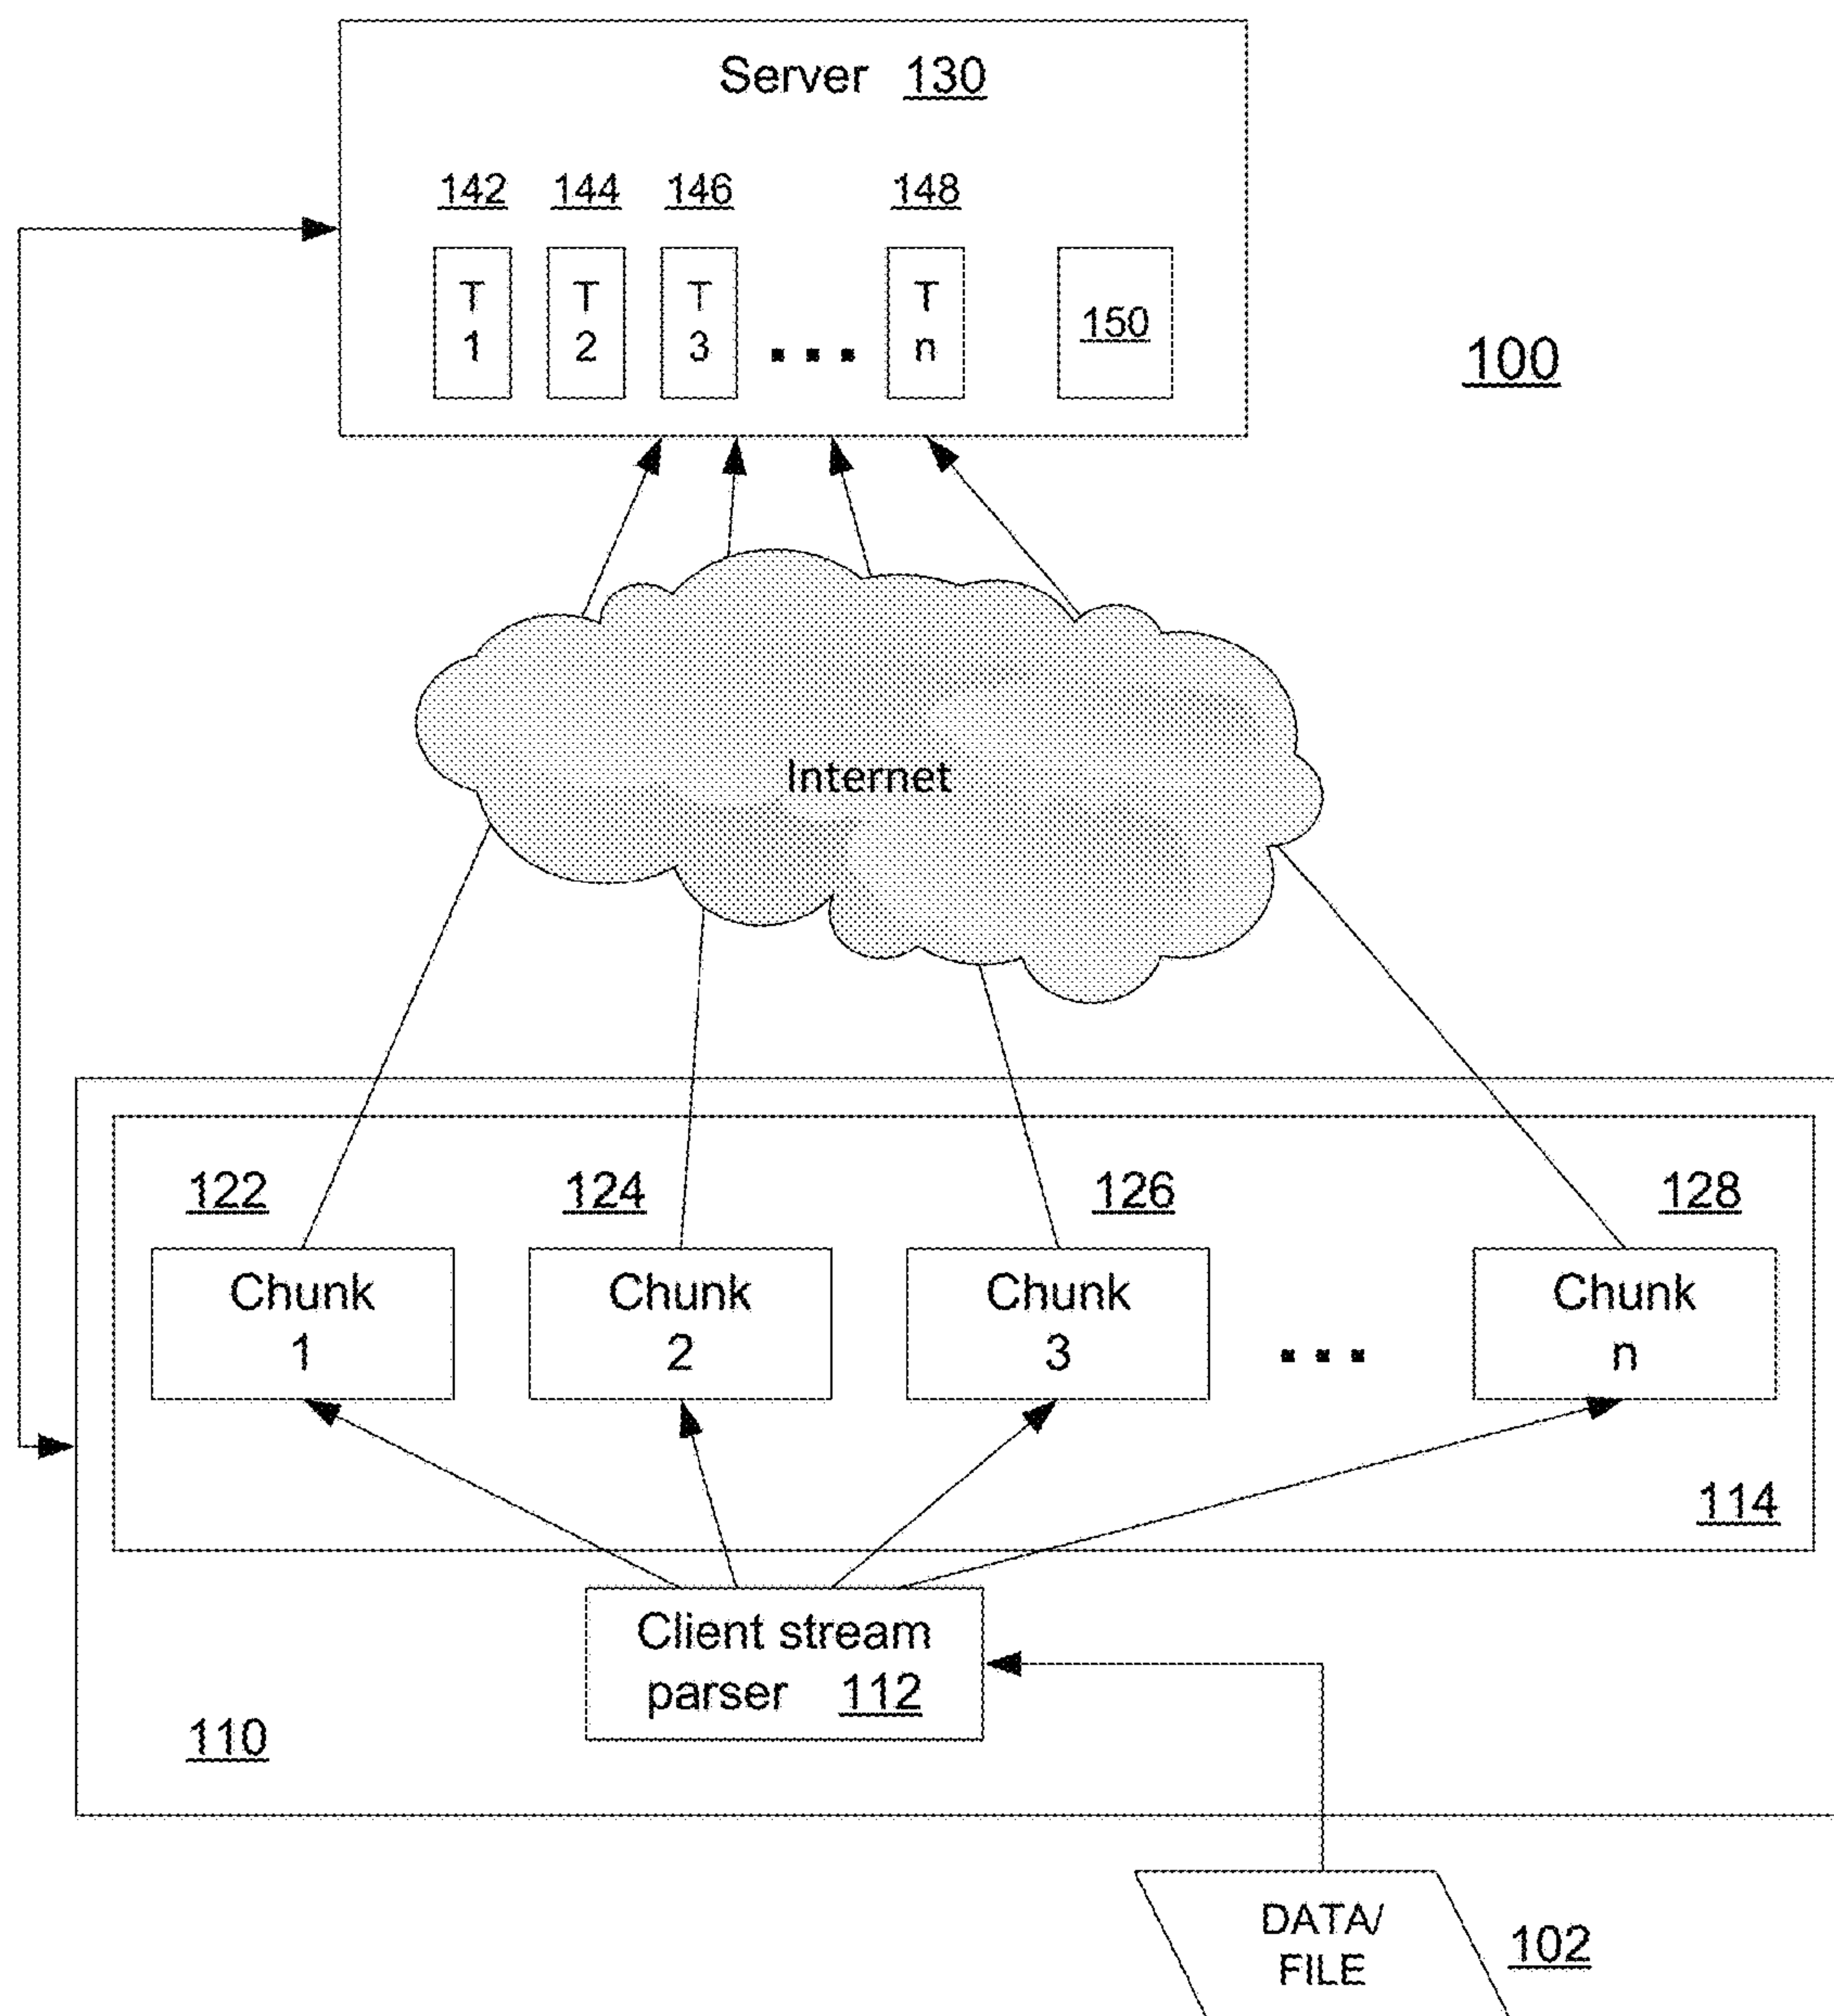 Server 130
142 144 146 148
T T T T
1 2 3 ... n
150
100
Internet
122 124 126 128
Chunk Chunk Chunk Chunk
1 2 3 ... n
114
Client stream
parser 112
110
DATA/
FILE
102